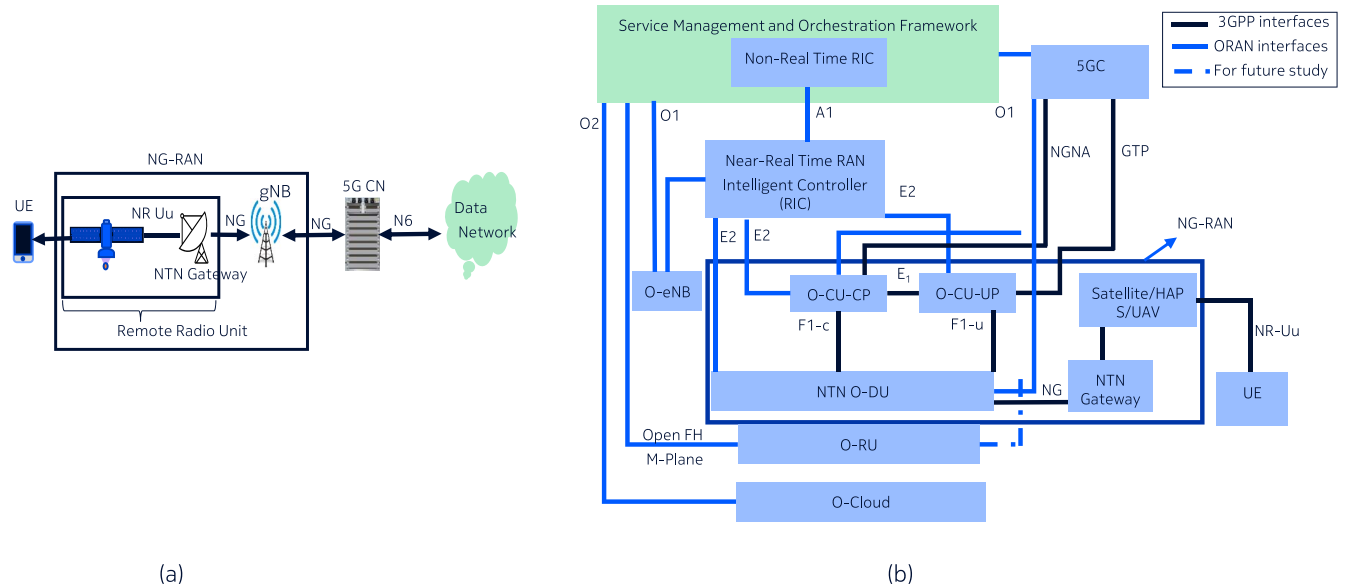 NG-RAN
UE
NR Uu
NTN Gateway
NG
gNB
NG
5G CN
N6
Data
Network
Remote Radio Unit
(a)
Service Management and Orchestration Framework
Non-Real Time RIC
5GC
3GPP interfaces
ORAN interfaces
For future study
O2
O1
A1
O1
NGNA
GTP
Near-Real Time RAN
Intelligent Controller
(RIC)
E2
E2
E2
NG-RAN
O-eNB
O-CU-CP
E1
O-CU-UP
Satellite/HAP
S/UAV
F1-c
F1-u
NR-Uu
NTN O-DU
NG
NTN
Gateway
UE
Open FH
M-Plane
O-RU
O-Cloud
(b)